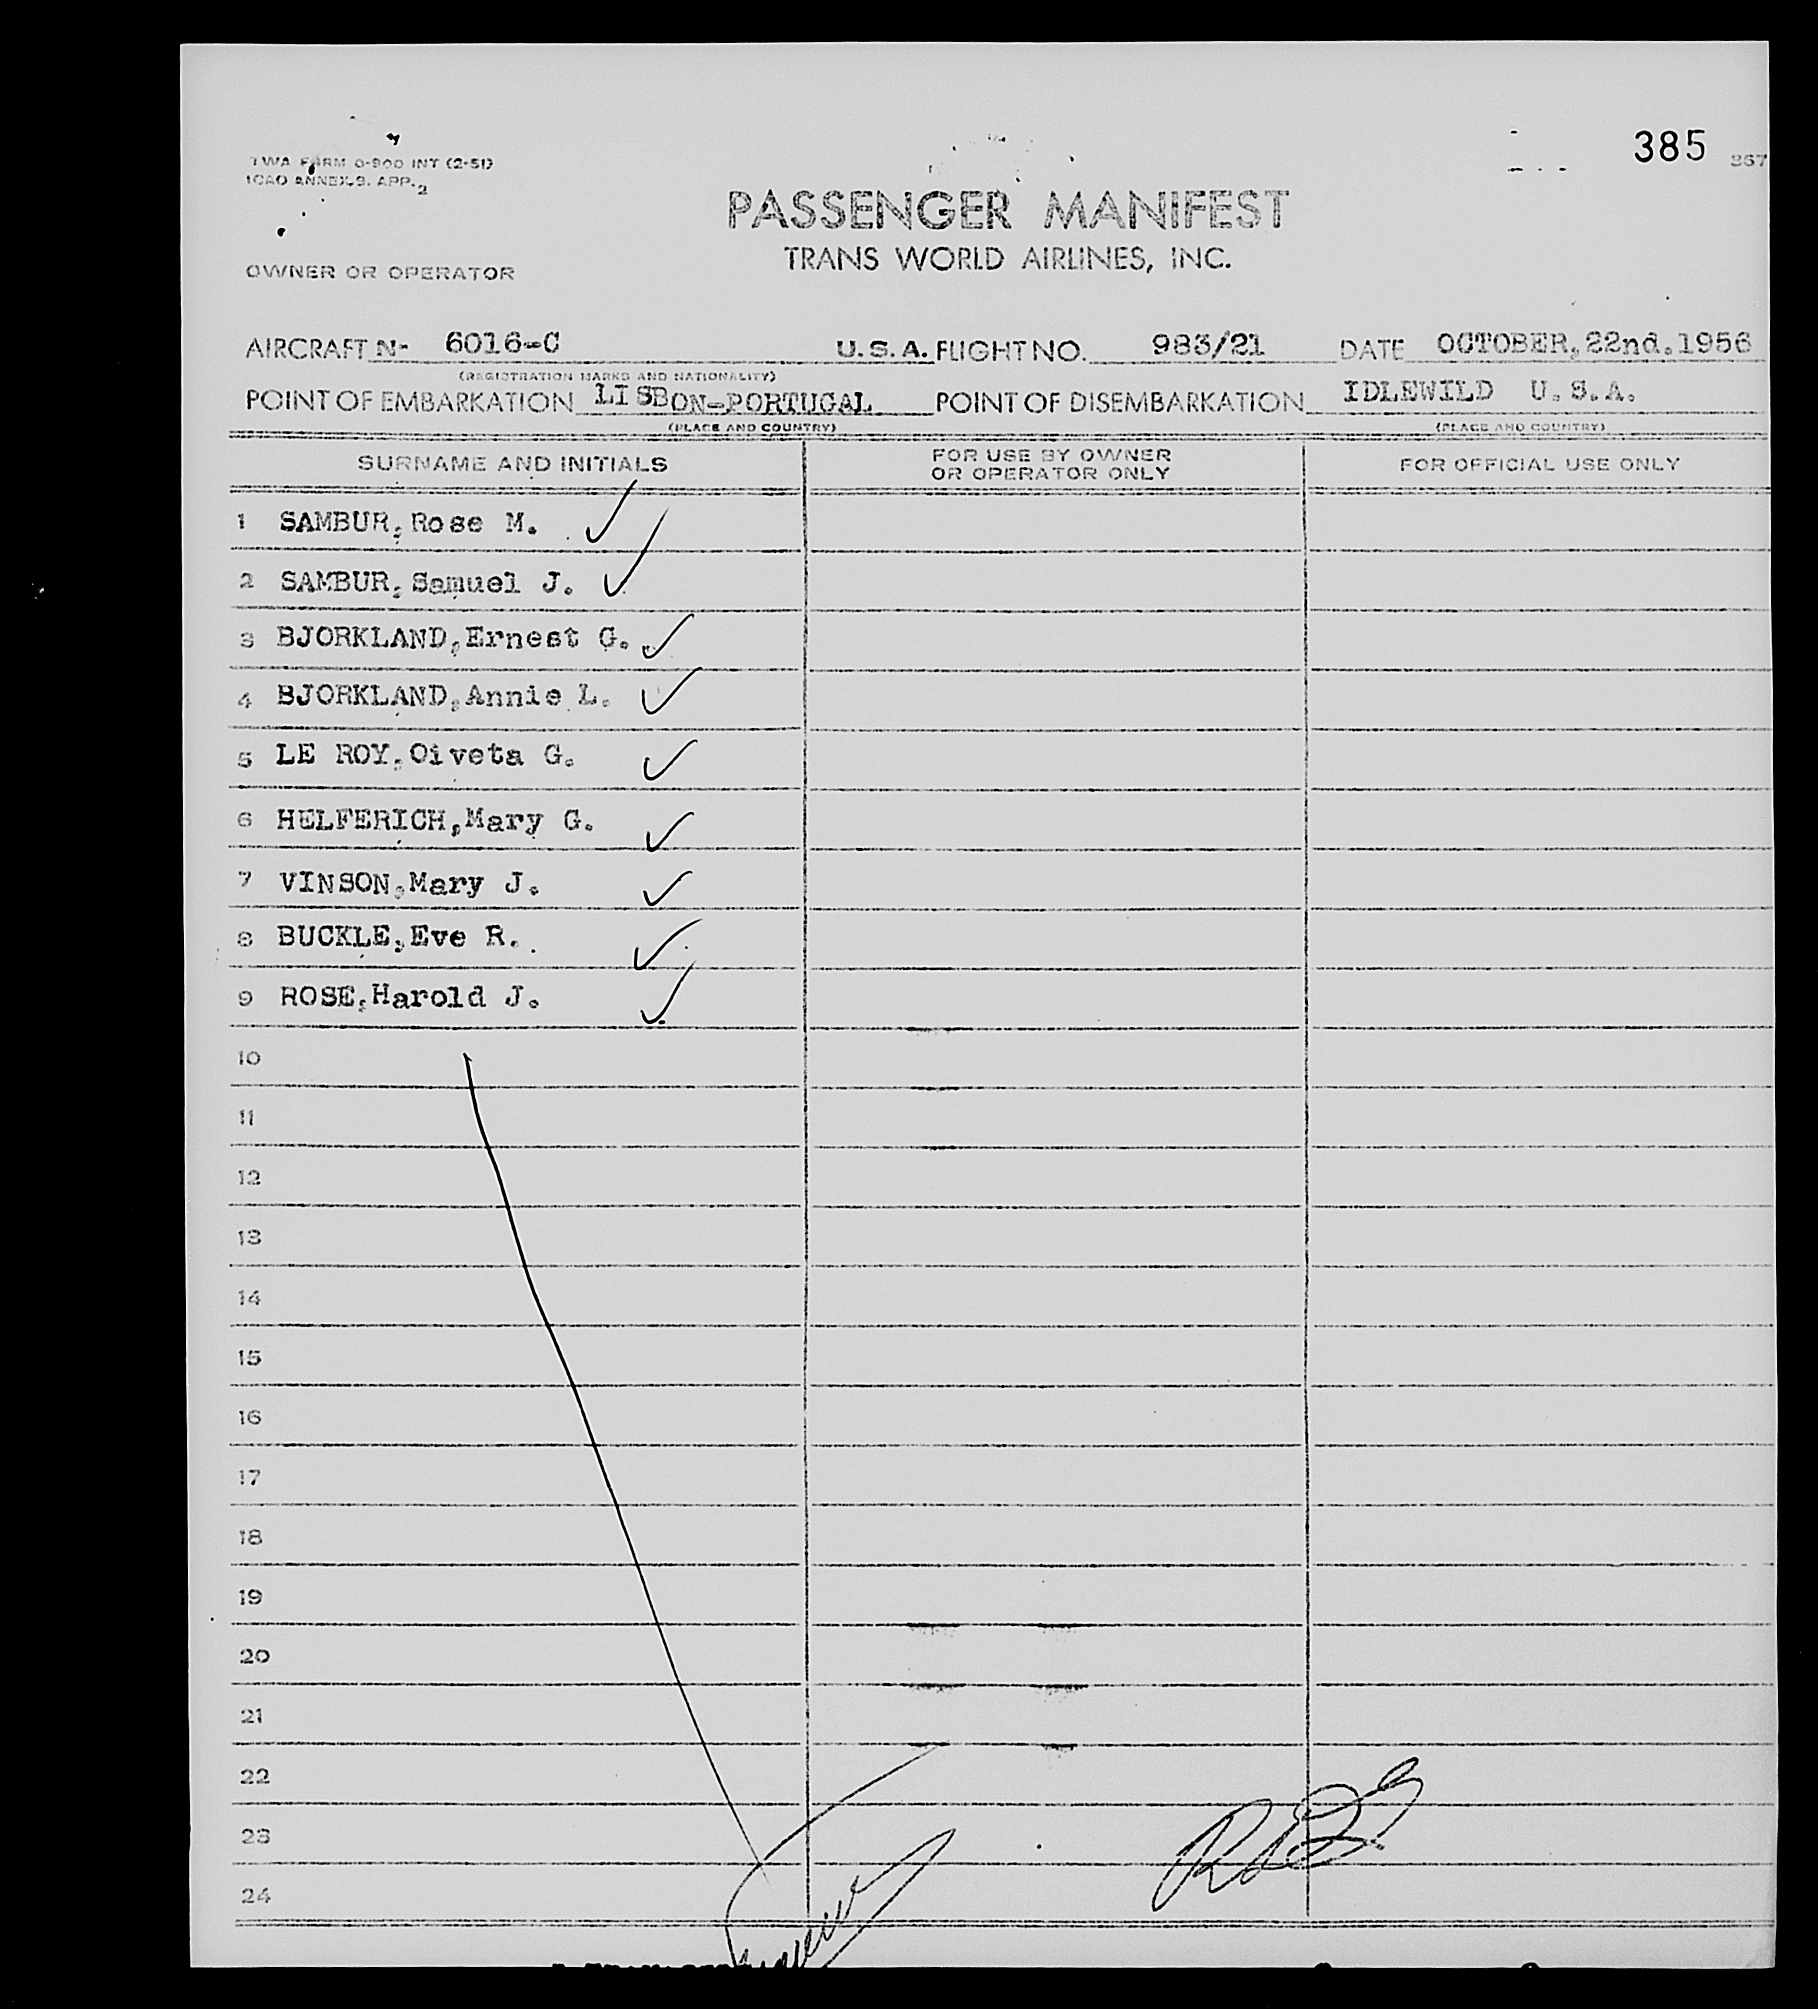 385 267
TWA FORM O-900 INT (2-51)
ICAO ANNEX.9. APP. 2
PASSENGER MANIFEST
TRANS WORLD AIRLINES, INC.
OWNER OR OPERATOR
AIRCRAFT N- 6016-C U.S.A. FLIGHT NO. 983/21 DATE OCTOBER,22nd.1956
(REGISTRATION MARKS AND NATIONALITY)
POINT OF EMBARKATION LISBON-PORTUGAL POINT OF DISEMBARKATION IDLEWILD U.S.A.
(PLACE AND COUNTRY) (PLACE AND COUNTRY)
SURNAME AND INITIALS FOR USE BY OWNER OR OPERATOR ONLY FOR OFFICIAL USE ONLY
1 SAMBUR,Rose M.
2 SAMBUR,Samuel J.
3 BJORKLAND,Ernest G.
4 BJORKLAND,Annie L.
5 LE ROY,Oiveta G.
6 HELFERICH,Mary G.
7 VINSON,Mary J.
8 BUCKLE,Eve R.
9 ROSE,Harold J.
10
11
12
13
14
15
16
17
18
19
20
21
22
23
24